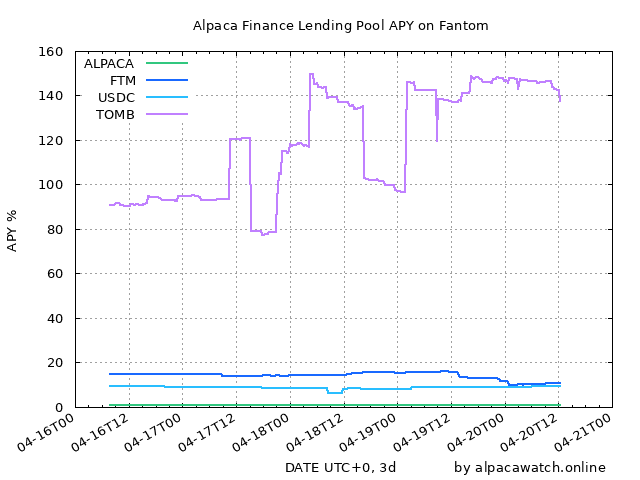 Alpaca Finance Lending Pool APY on Fantom
160
140
120
100
80
60
40
20
0
APY %
ALPACA
FTM
USDC
TOMB
04-16T00
04-16T12
04-17T00
04-17T12
04-18T00
04-18T12
04-19T00
04-19T12
04-20T00
04-20T12
04-21T00
DATE UTC+0, 3d
by alpacawatch.online